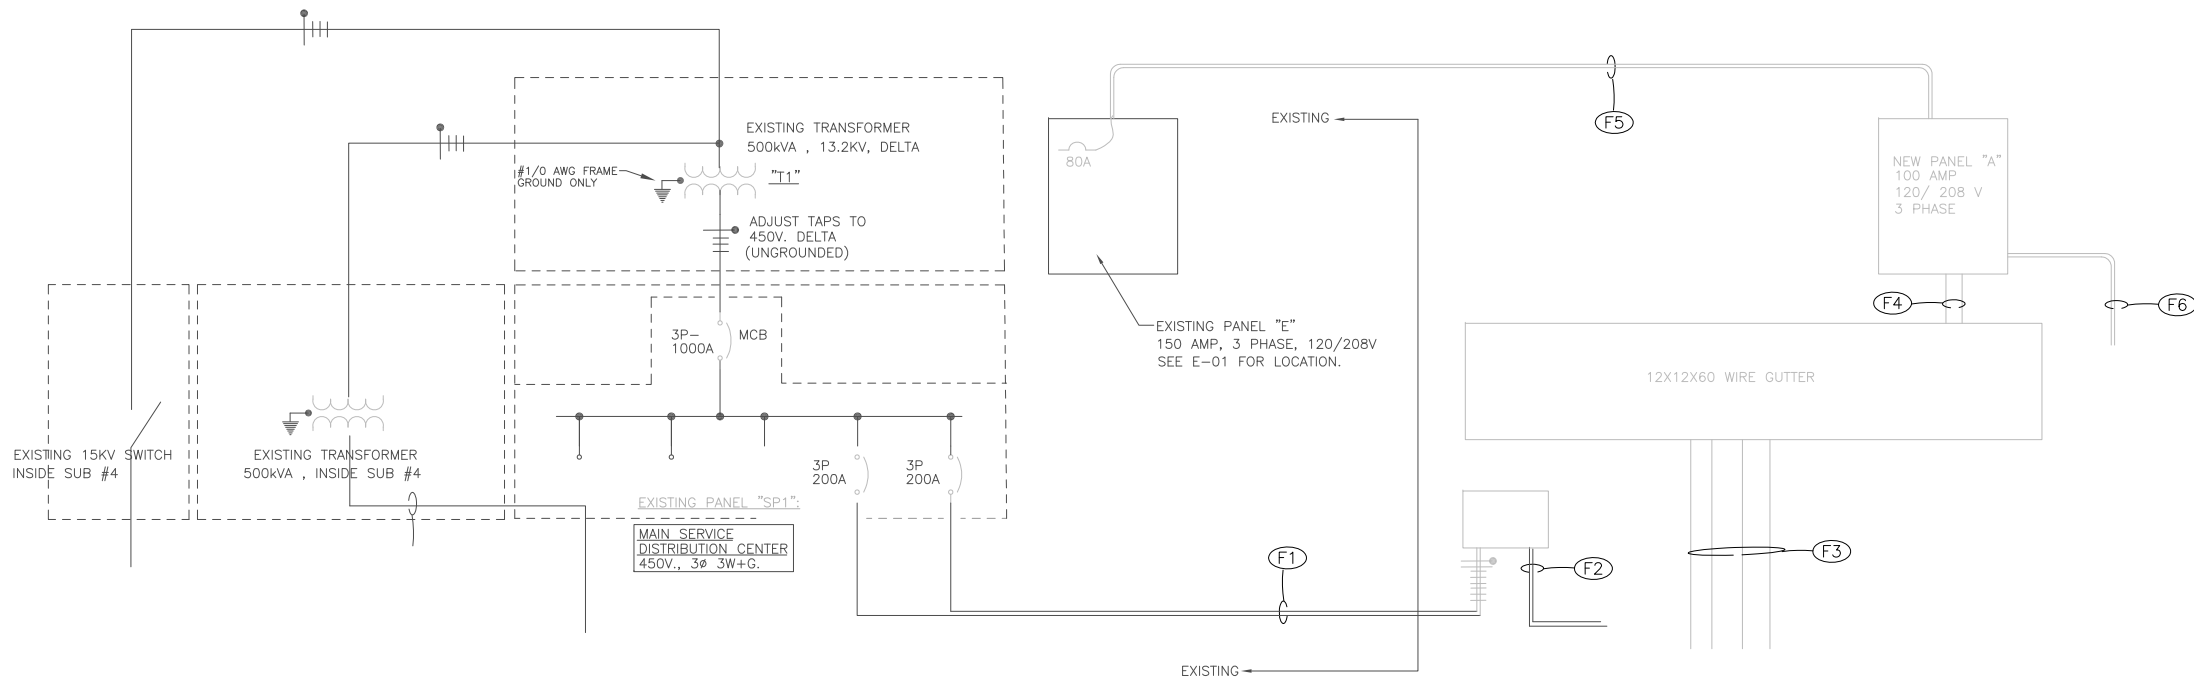 EXISTING TRANSFORMER
500kVA , 13.2KV, DELTA
#1/0 AWG FRAME
GROUND ONLY
"T1"
ADJUST TAPS TO
450V. DELTA
(UNGROUNDED)
3P-
1000A
MCB
EXISTING 15KV SWITCH
INSIDE SUB #4
EXISTING TRANSFORMER
500kVA , INSIDE SUB #4
3P
200A
3P
200A
EXISTING PANEL "SP1":
MAIN SERVICE
DISTRIBUTION CENTER
450V., 3ø 3W+G.
EXISTING
80A
EXISTING PANEL "E"
150 AMP, 3 PHASE, 120/208V
SEE E-01 FOR LOCATION.
F5
NEW PANEL "A"
100 AMP
120/ 208 V
3 PHASE
F4
F6
12X12X60 WIRE GUTTER
F1
F2
F3
EXISTING